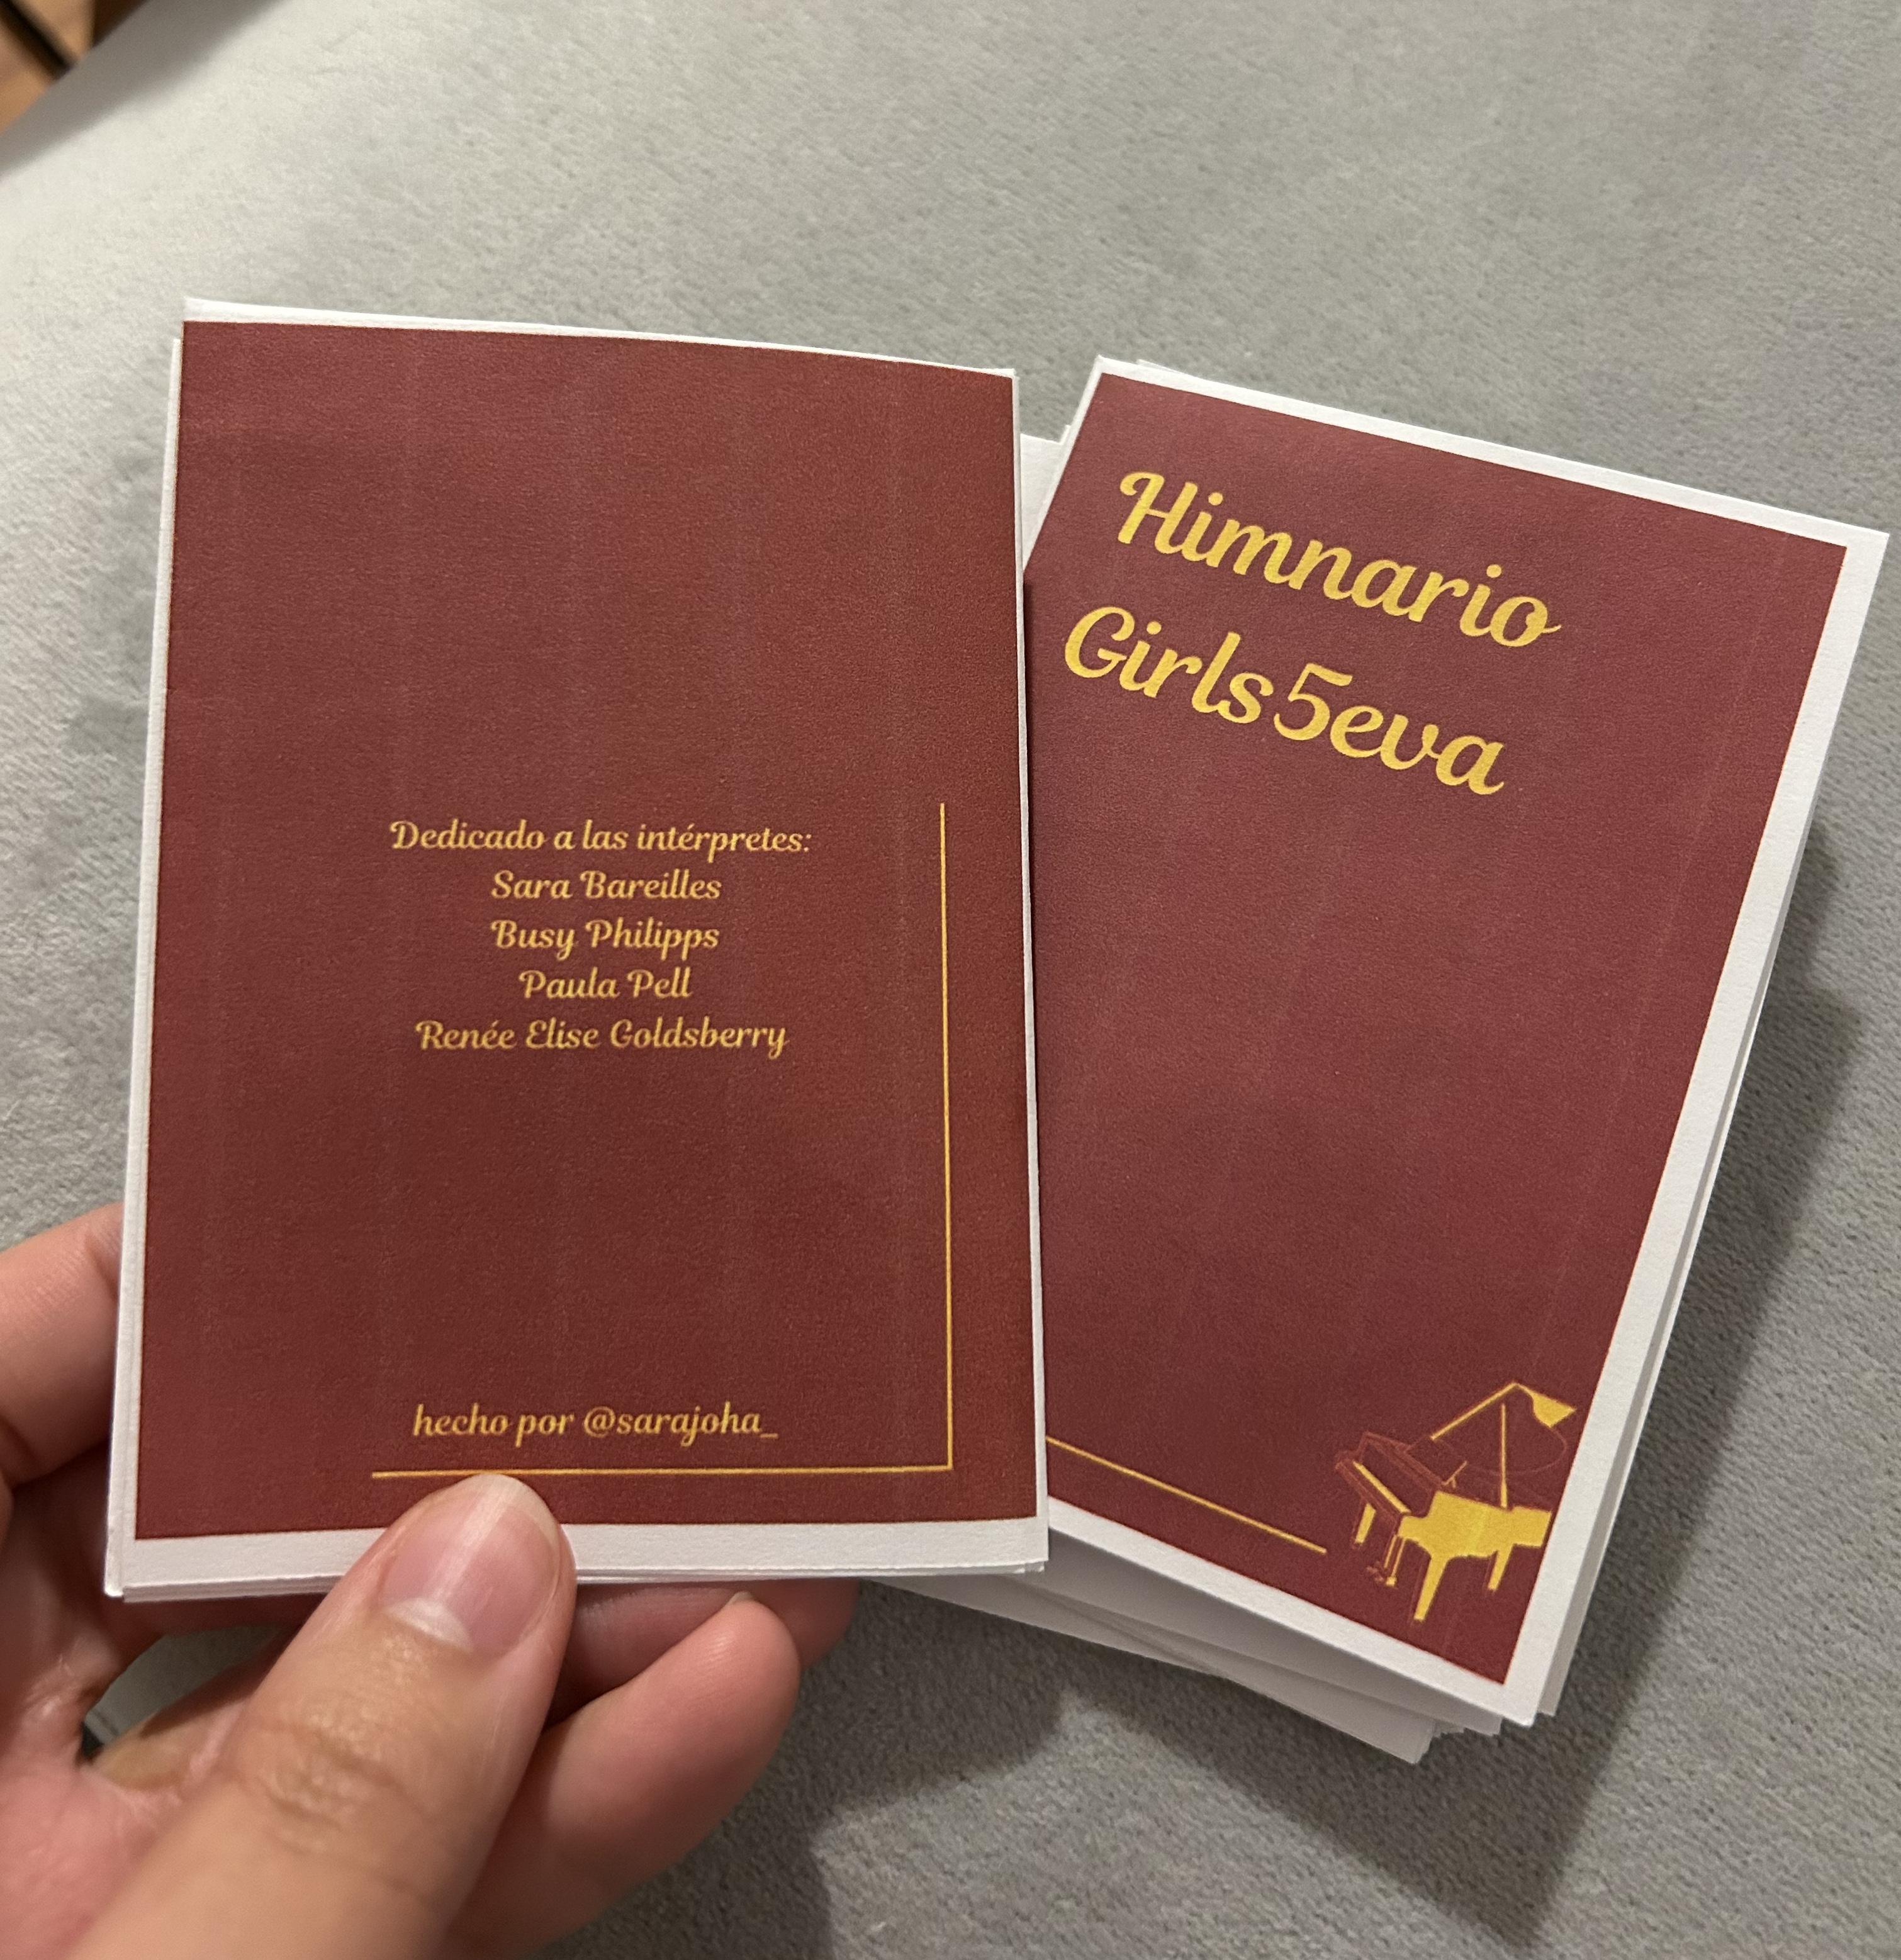 Dedicado a las intérpretes:
Sara Bareilles
Busy Philipps
Paula Pell
Renée Elise Goldsberry
hecho por @sarajoha_
Himnario
Girls5eva